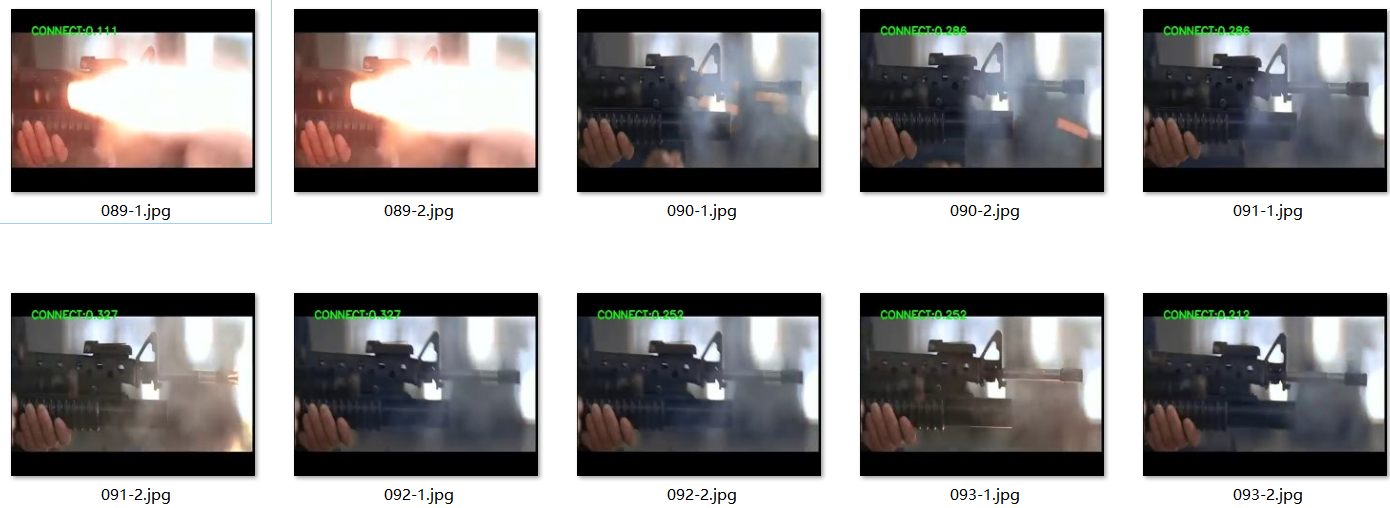 CONNECT:0.111
CONNECT:0.286
CONNECT:0.286
089-1.jpg
089-2.jpg
090-1.jpg
090-2.jpg
091-1.jpg
CONNECT:0.327
CONNECT:0.327
CONNECT:0.252
CONNECT:0.252
CONNECT:0.212
091-2.jpg
092-1.jpg
092-2.jpg
093-1.jpg
093-2.jpg